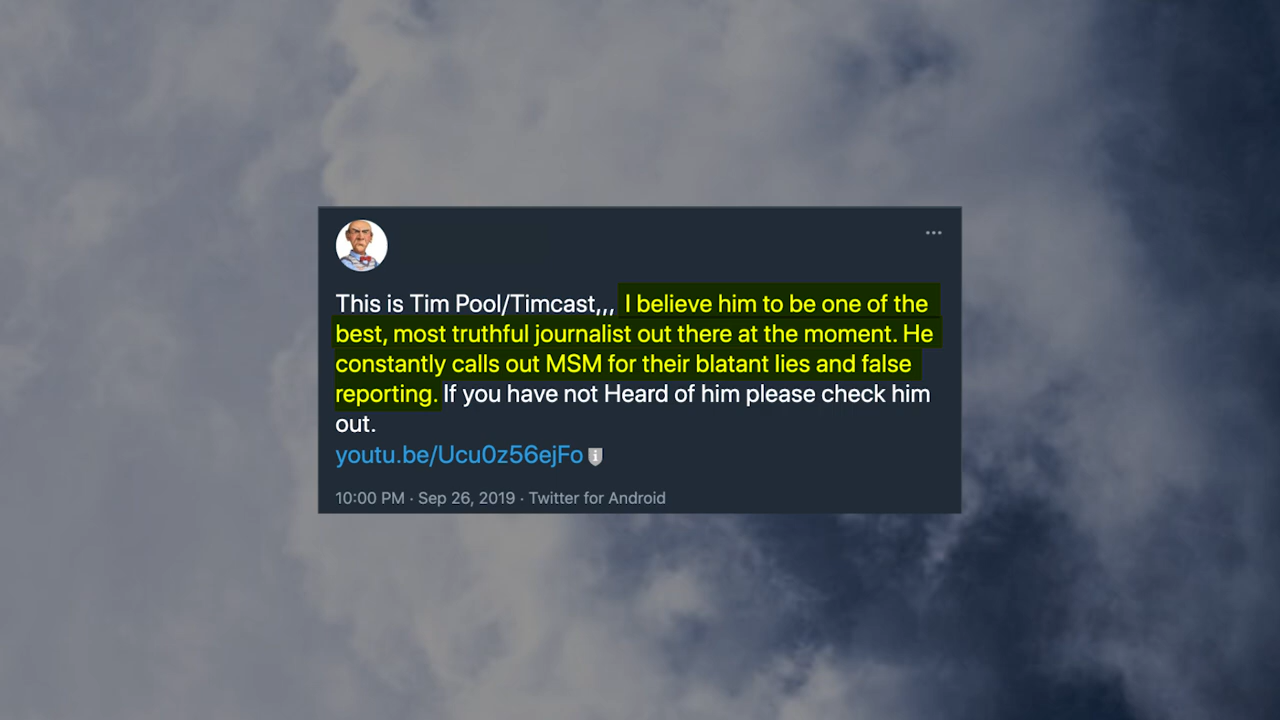 This is Tim Pool/Timcast,,, I believe him to be one of the
best, most truthful journalist out there at the moment. He
constantly calls out MSM for their blatant lies and false
reporting. If you have not Heard of him please check him
out.
youtu.be/Ucu0z56ejFo
10:00 PM · Sep 26, 2019 · Twitter for Android